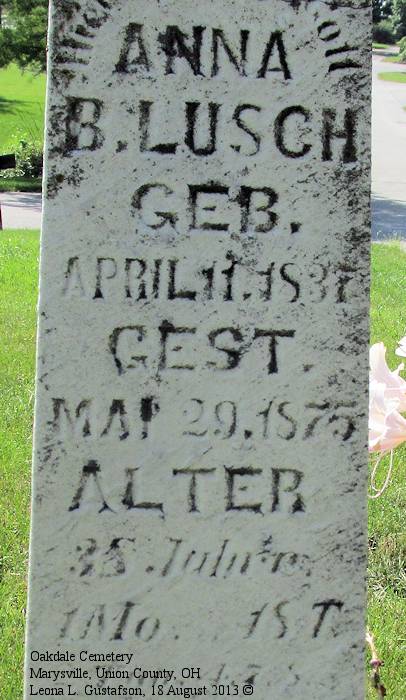 ANNA
B. LUSCH
GEB.
APRIL 11. 1837
GEST.
MAI 29. 1875
ALTER
38 Jahre
1 Mo. 18 T.
Oakdale Cemetery
Marysville, Union County, OH
Leona L. Gustafson, 18 August 2013 ©